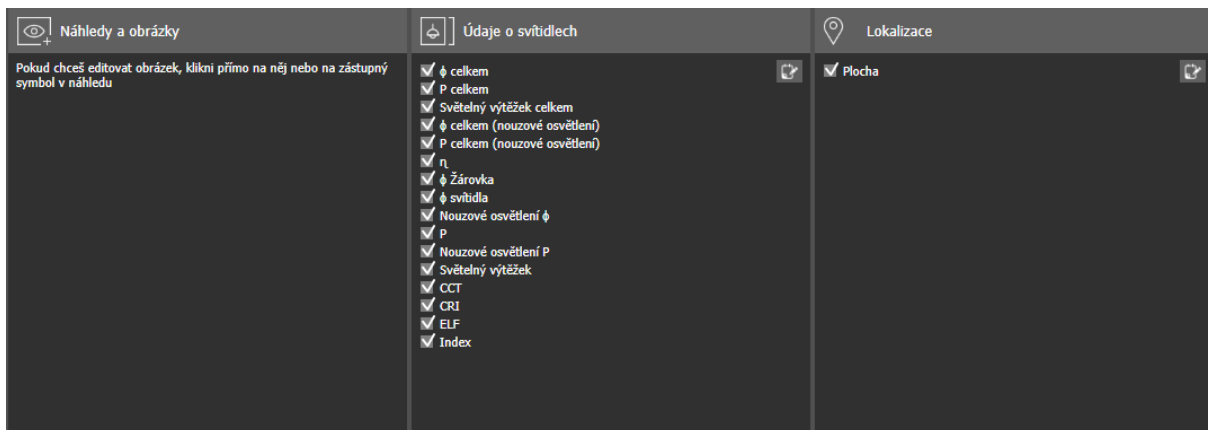 Náhledy a obrázky
Pokud chceš editovat obrázek, klikni přímo na něj nebo na zástupný
symbol v náhledu
Údaje o svítidlech
ϕ celkem
P celkem
Světelný výtěžek celkem
ϕ celkem (nouzové osvětlení)
P celkem (nouzové osvětlení)
η
ϕ Žárovka
ϕ svítidla
Nouzové osvětlení ϕ
P
Nouzové osvětlení P
Světelný výtěžek
CCT
CRI
ELF
Index
Lokalizace
Plocha